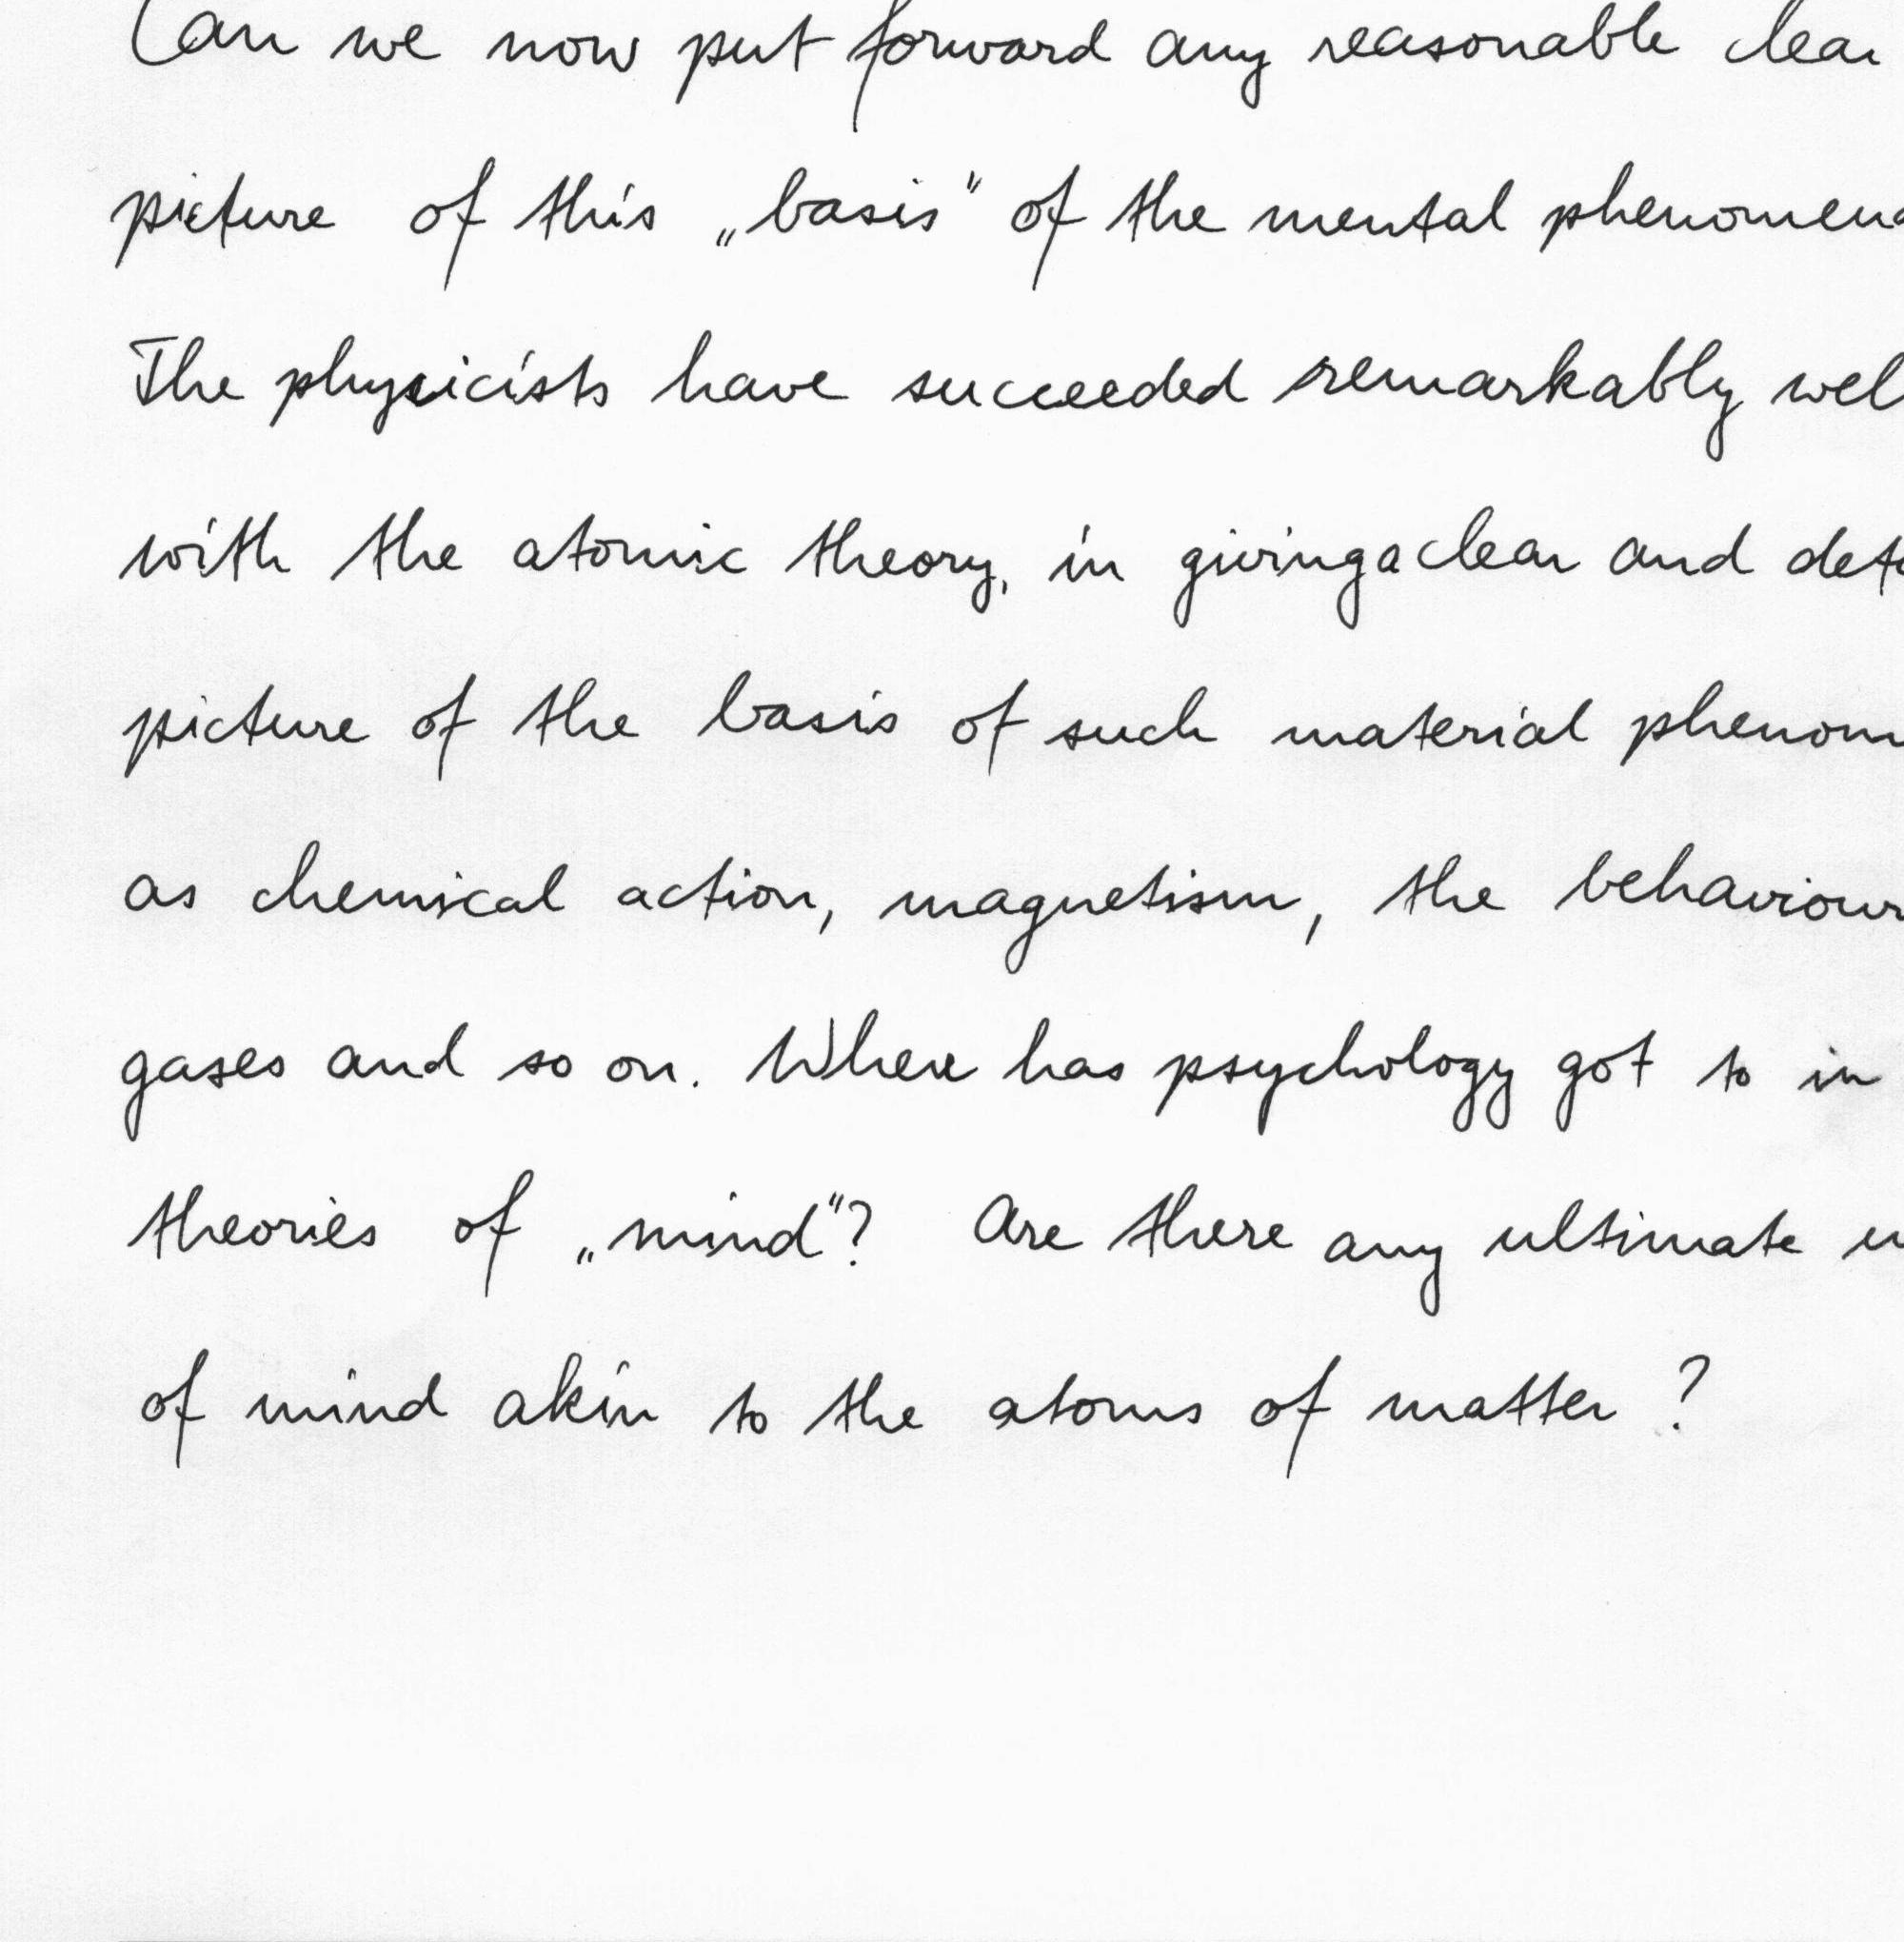 Can we now put forward any reasonable clear
picture of this „basis" of the mental phenomena
The physicists have succeeded remarkably well
with the atomic theory, in giving a clear and
picture of the basis of such material
as chemical action, magnetism, the behaviour
gases and so on. Where has psychology got to in
theories of „mind"? Are there any ultimate
of mind akin to the atoms of matter ?